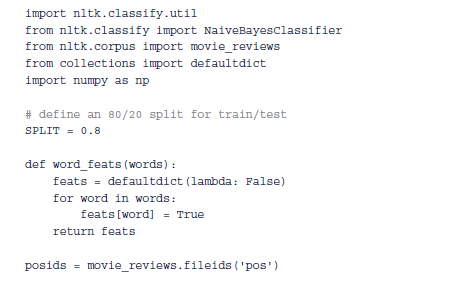 import nltk.classify.util
from nltk.classify import NaiveBayesClassifier
from nltk.corpus import movie_reviews
from collections import defaultdict
import numpy as np

# define an 80/20 split for train/test
SPLIT = 0.8

def word_feats(words):
    feats = defaultdict(lambda: False)
    for word in words:
        feats[word] = True
    return feats

posids = movie_reviews.fileids('pos')